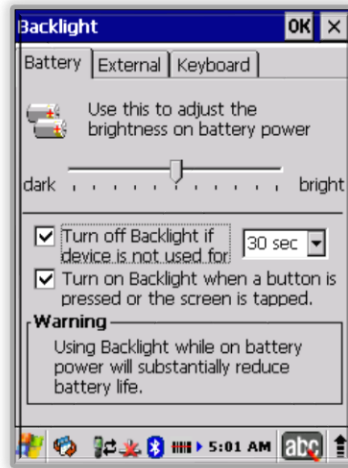 Backlight OK ×
Battery External Keyboard
Use this to adjust the
brightness on battery power
dark bright
Turn off Backlight if
device is not used for
30 sec
Turn on Backlight when a button is
pressed or the screen is tapped.
Warning
Using Backlight while on battery
power will substantially reduce
battery life.
5:01 AM abc